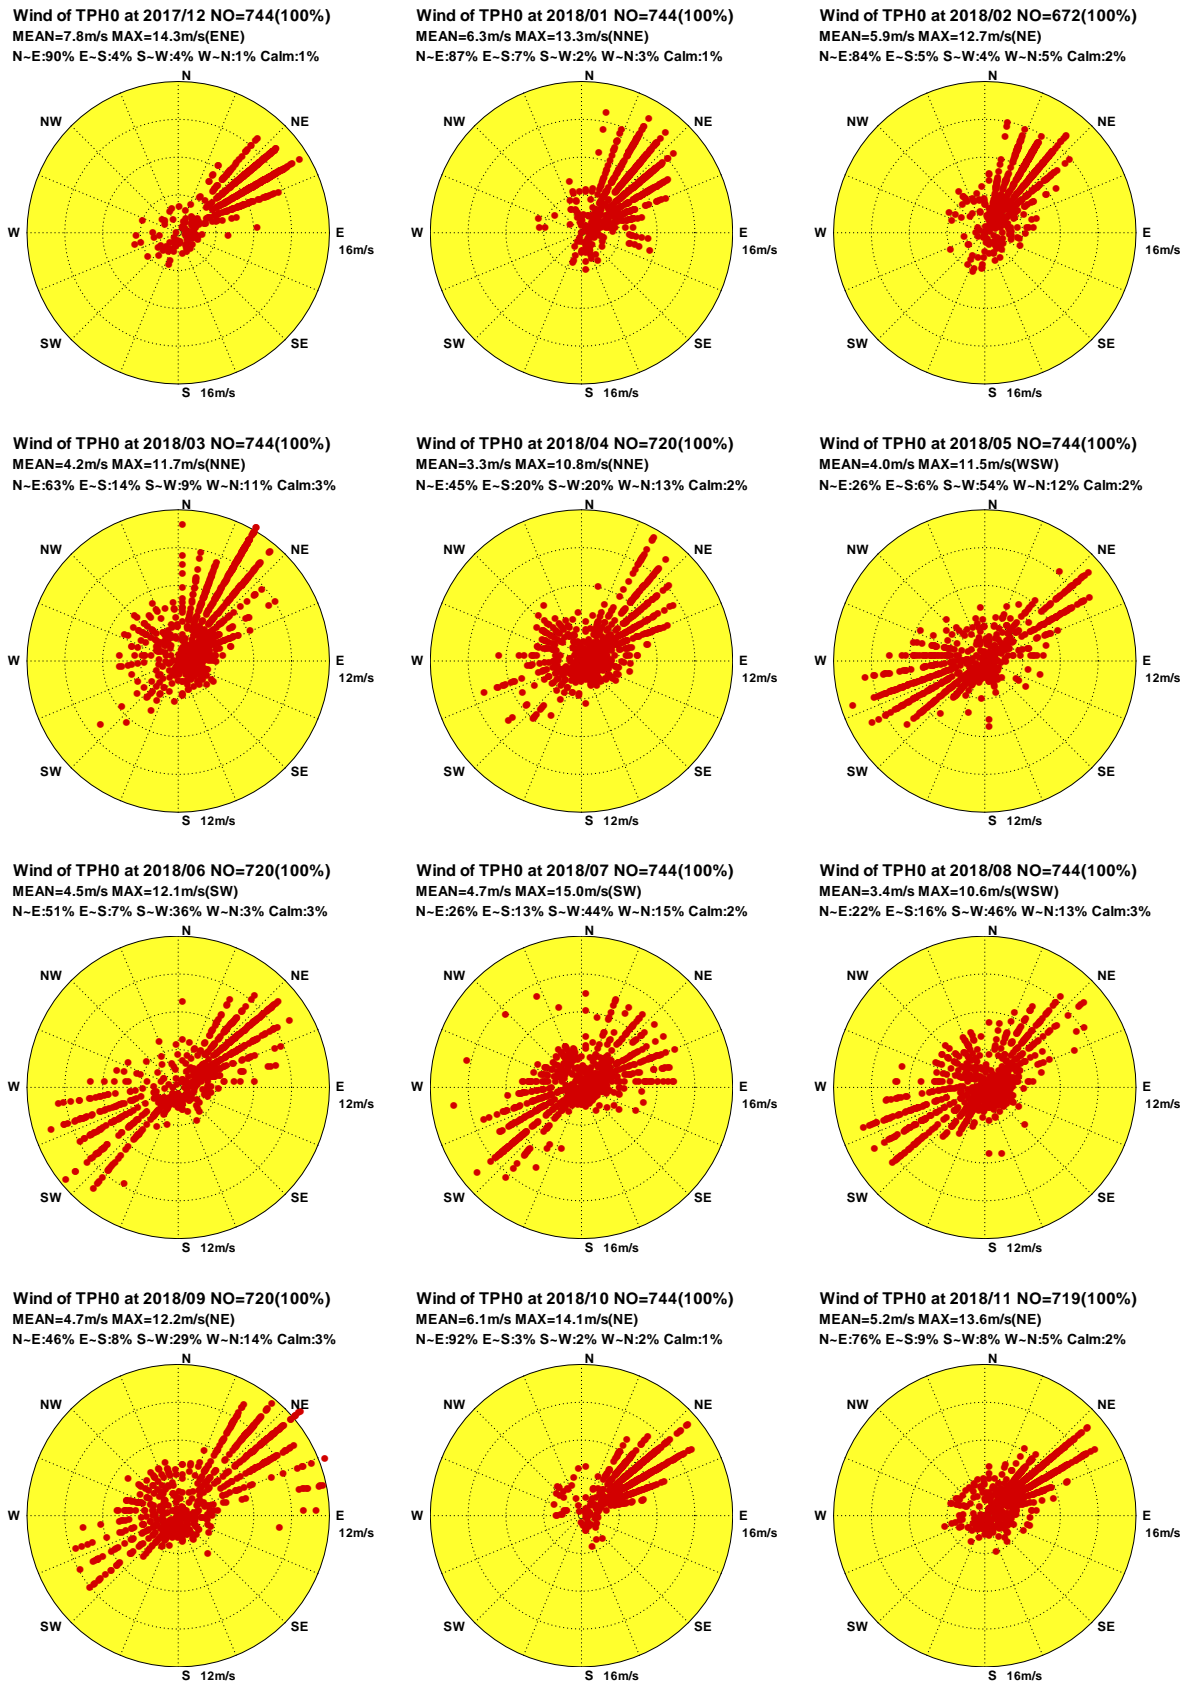 Wind of TPH0 at 2017/12 NO=744(100%)
MEAN=7.8m/s MAX=14.3m/s(ENE)
N~E:90% E~S:4% S~W:4% W~N:1% Calm:1%
N
NW
NE
W
E
16m/s
SW
SE
S 16m/s
Wind of TPH0 at 2018/01 NO=744(100%)
MEAN=6.3m/s MAX=13.3m/s(NNE)
N~E:87% E~S:7% S~W:2% W~N:3% Calm:1%
N
NW
NE
W
E
16m/s
SW
SE
S 16m/s
Wind of TPH0 at 2018/02 NO=672(100%)
MEAN=5.9m/s MAX=12.7m/s(NE)
N~E:84% E~S:5% S~W:4% W~N:5% Calm:2%
N
NW
NE
W
E
16m/s
SW
SE
S 16m/s
Wind of TPH0 at 2018/03 NO=744(100%)
MEAN=4.2m/s MAX=11.7m/s(NNE)
N~E:63% E~S:14% S~W:9% W~N:11% Calm:3%
N
NW
NE
W
E
12m/s
SW
SE
S 12m/s
Wind of TPH0 at 2018/04 NO=720(100%)
MEAN=3.3m/s MAX=10.8m/s(NNE)
N~E:45% E~S:20% S~W:20% W~N:13% Calm:2%
N
NW
NE
W
E
12m/s
SW
SE
S 12m/s
Wind of TPH0 at 2018/05 NO=744(100%)
MEAN=4.0m/s MAX=11.5m/s(WSW)
N~E:26% E~S:6% S~W:54% W~N:12% Calm:2%
N
NW
NE
W
E
12m/s
SW
SE
S 12m/s
Wind of TPH0 at 2018/06 NO=720(100%)
MEAN=4.5m/s MAX=12.1m/s(SW)
N~E:51% E~S:7% S~W:36% W~N:3% Calm:3%
N
NW
NE
W
E
12m/s
SW
SE
S 12m/s
Wind of TPH0 at 2018/07 NO=744(100%)
MEAN=4.7m/s MAX=15.0m/s(SW)
N~E:26% E~S:13% S~W:44% W~N:15% Calm:2%
N
NW
NE
W
E
16m/s
SW
SE
S 16m/s
Wind of TPH0 at 2018/08 NO=744(100%)
MEAN=3.4m/s MAX=10.6m/s(WSW)
N~E:22% E~S:16% S~W:46% W~N:13% Calm:3%
N
NW
NE
W
E
12m/s
SW
SE
S 12m/s
Wind of TPH0 at 2018/09 NO=720(100%)
MEAN=4.7m/s MAX=12.2m/s(NE)
N~E:46% E~S:8% S~W:29% W~N:14% Calm:3%
N
NW
NE
W
E
12m/s
SW
SE
S 12m/s
Wind of TPH0 at 2018/10 NO=744(100%)
MEAN=6.1m/s MAX=14.1m/s(NE)
N~E:92% E~S:3% S~W:2% W~N:2% Calm:1%
N
NW
NE
W
E
16m/s
SW
SE
S 16m/s
Wind of TPH0 at 2018/11 NO=719(100%)
MEAN=5.2m/s MAX=13.6m/s(NE)
N~E:76% E~S:9% S~W:8% W~N:5% Calm:2%
N
NW
NE
W
E
16m/s
SW
SE
S 16m/s